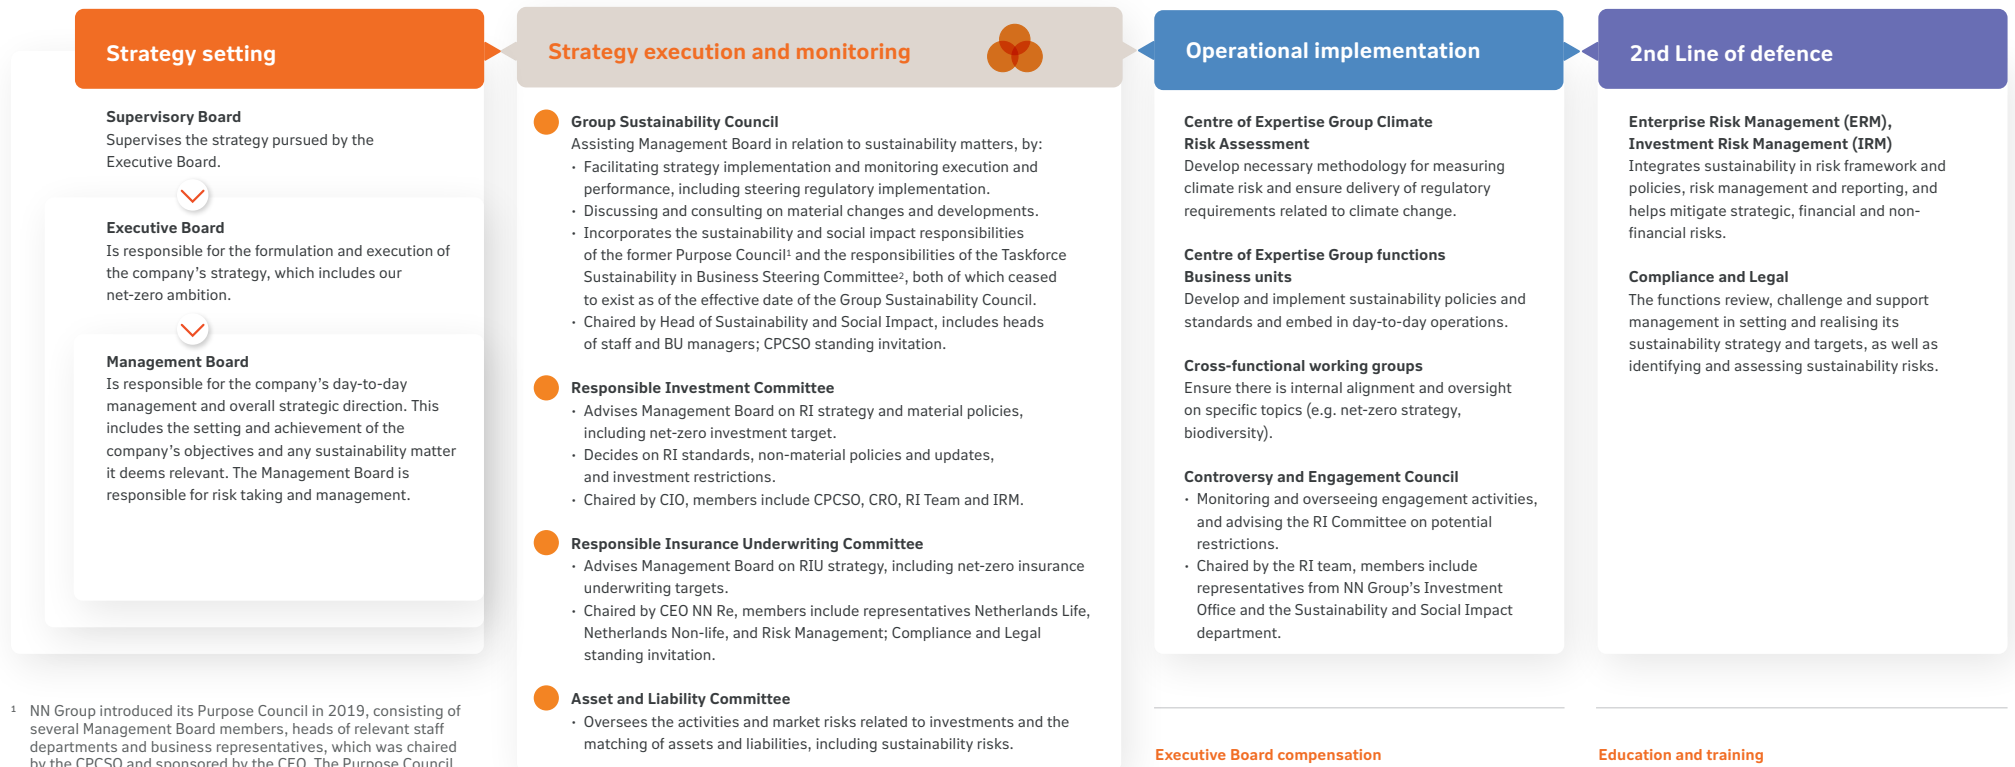 Strategy setting
Supervisory Board
Supervises the strategy pursued by the
Executive Board.
Executive Board
Is responsible for the formulation and execution of
the company's strategy, which includes our
net-zero ambition.
Management Board
Is responsible for the company's day-to-day
management and overall strategic direction. This
includes the setting and achievement of the
company's objectives and any sustainability matter
it deems relevant. The Management Board is
responsible for risk taking and management.
1 NN Group introduced its Purpose Council in 2019, consisting of
several Management Board members, heads of relevant staff
departments and business representatives, which was chaired
by the CPCSO and sponsored by the CEO. The Purpose Council
Strategy execution and monitoring
Group Sustainability Council
Assisting Management Board in relation to sustainability matters, by:
· Facilitating strategy implementation and monitoring execution and
performance, including steering regulatory implementation.
· Discussing and consulting on material changes and developments.
· Incorporates the sustainability and social impact responsibilities
of the former Purpose Council¹ and the responsibilities of the Taskforce
Sustainability in Business Steering Committee², both of which ceased
to exist as of the effective date of the Group Sustainability Council.
· Chaired by Head of Sustainability and Social Impact, includes heads
of staff and BU managers; CPCSO standing invitation.
Responsible Investment Committee
· Advises Management Board on RI strategy and material policies,
including net-zero investment target.
· Decides on RI standards, non-material policies and updates,
and investment restrictions.
· Chaired by CIO, members include CPCSO, CRO, RI Team and IRM.
Responsible Insurance Underwriting Committee
· Advises Management Board on RIU strategy, including net-zero insurance
underwriting targets.
· Chaired by CEO NN Re, members include representatives Netherlands Life,
Netherlands Non-life, and Risk Management; Compliance and Legal
standing invitation.
Asset and Liability Committee
· Oversees the activities and market risks related to investments and the
matching of assets and liabilities, including sustainability risks.
Operational implementation
Centre of Expertise Group Climate
Risk Assessment
Develop necessary methodology for measuring
climate risk and ensure delivery of regulatory
requirements related to climate change.
Centre of Expertise Group functions
Business units
Develop and implement sustainability policies and
standards and embed in day-to-day operations.
Cross-functional working groups
Ensure there is internal alignment and oversight
on specific topics (e.g. net-zero strategy,
biodiversity).
Controversy and Engagement Council
· Monitoring and overseeing engagement activities,
and advising the RI Committee on potential
restrictions.
· Chaired by the RI team, members include
representatives from NN Group's Investment
Office and the Sustainability and Social Impact
department.
Executive Board compensation
2nd Line of defence
Enterprise Risk Management (ERM),
Investment Risk Management (IRM)
Integrates sustainability in risk framework and
policies, risk management and reporting, and
helps mitigate strategic, financial and non-
financial risks.
Compliance and Legal
The functions review, challenge and support
management in setting and realising its
sustainability strategy and targets, as well as
identifying and assessing sustainability risks.
Education and training